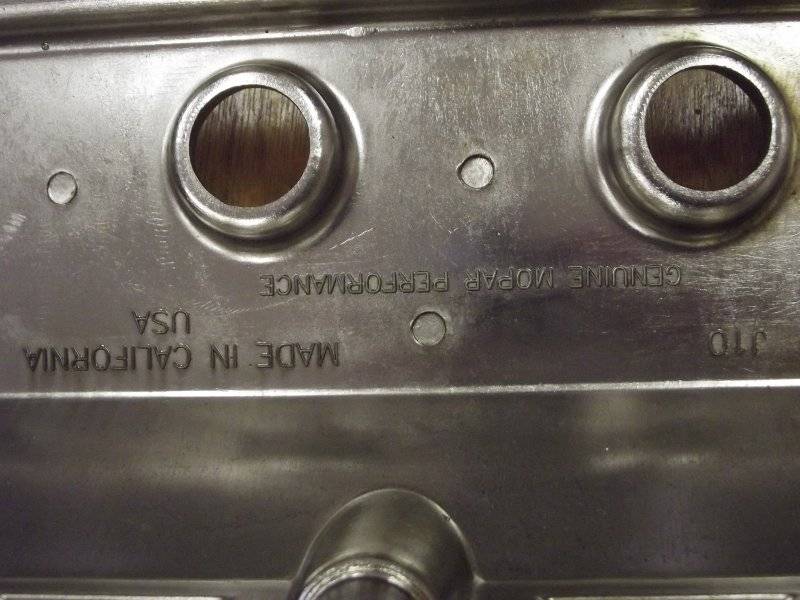 J10
MADE IN CALIFORNIA
USA
GENUINE MOPAR PERFORMANCE